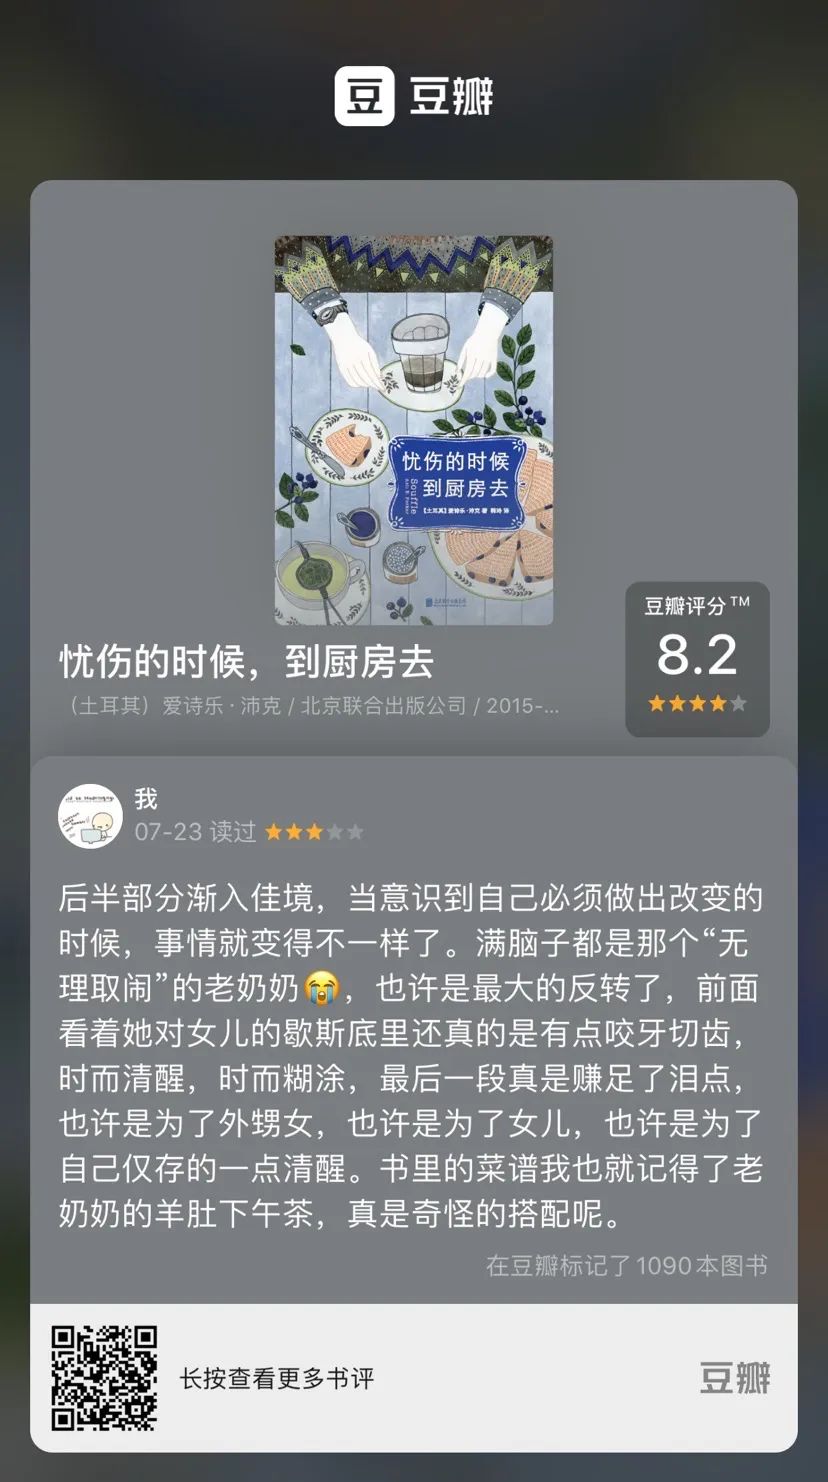 豆 豆瓣
忧伤的时候
到厨房去
Soufflé
【土耳其】爱诗乐·沛克 著 韩玲 译
忧伤的时候，到厨房去
（土耳其）爱诗乐·沛克 / 北京联合出版公司 / 2015-...
豆瓣评分™
8.2
我
07-23 读过
后半部分渐入佳境，当意识到自己必须做出改变的
时候，事情就变得不一样了。满脑子都是那个“无
理取闹”的老奶奶😭，也许是最大的反转了，前面
看着她对女儿的歇斯底里还真的是有点咬牙切齿，
时而清醒，时而糊涂，最后一段真是赚足了泪点，
也许是为了外甥女，也许是为了女儿，也许是为了
自己仅存的一点清醒。书里的菜谱我也就记得了老
奶奶的羊肚下午茶，真是奇怪的搭配呢。
在豆瓣标记了1090本图书
长按查看更多书评
豆瓣